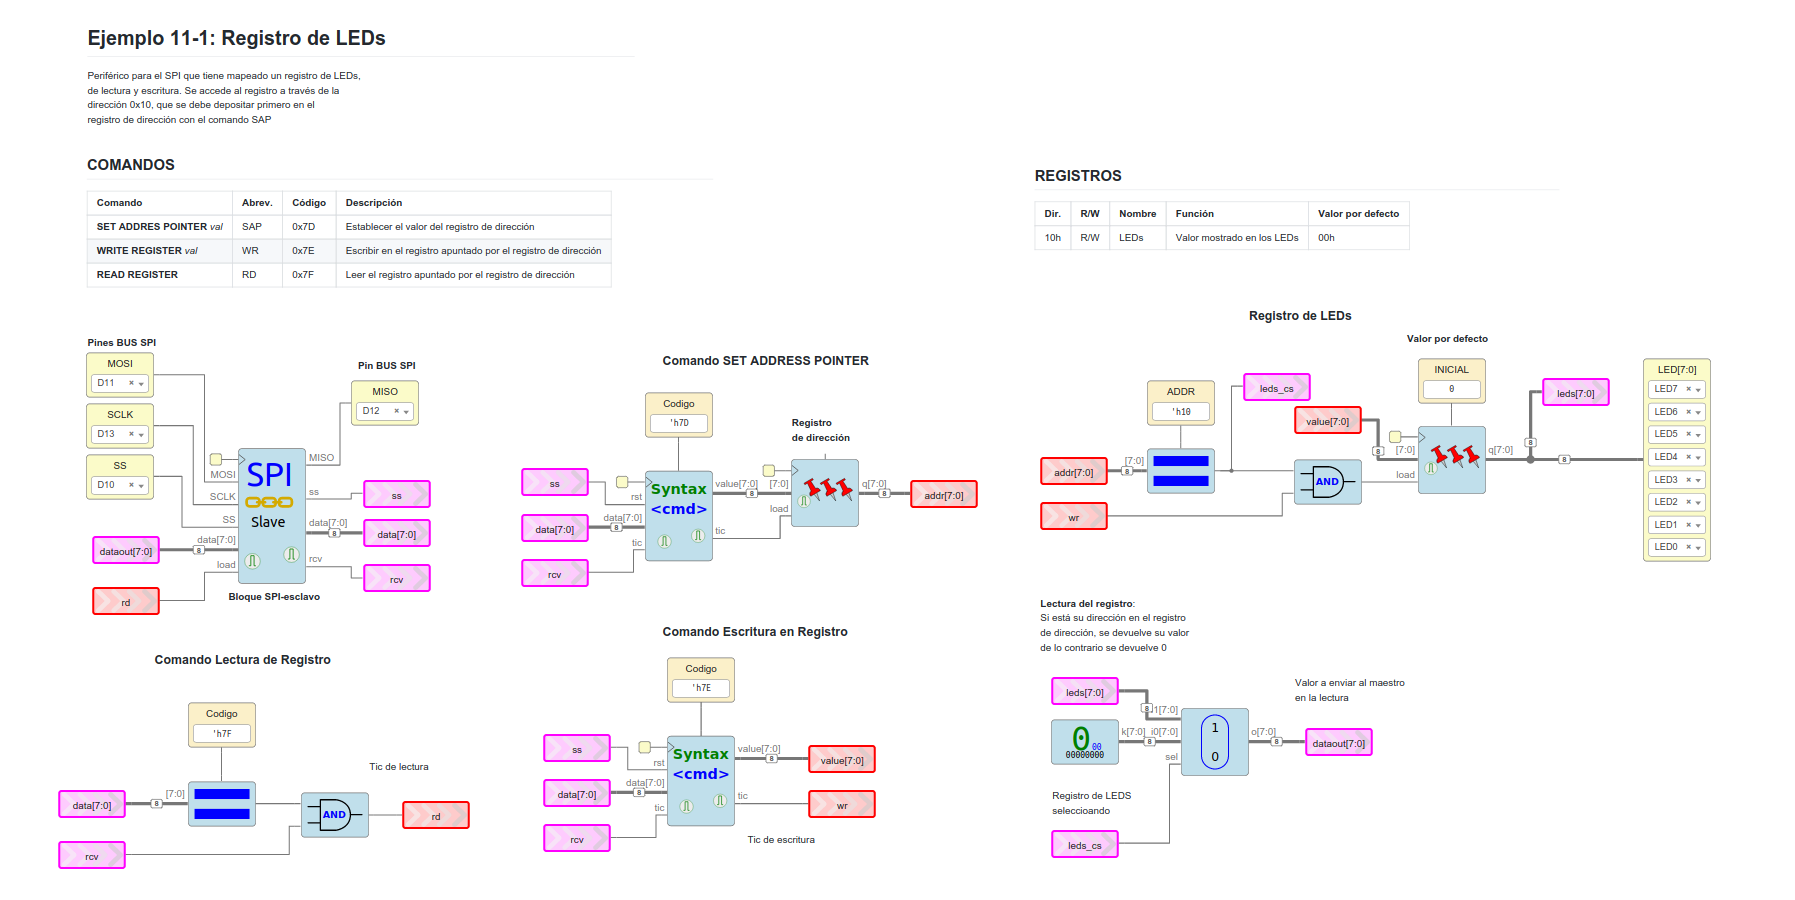 Ejemplo 11-1: Registro de LEDs
Periférico para el SPI que tiene mapeado un registro de LEDs,
de lectura y escritura. Se accede al registro a través de la
dirección 0x10, que se debe depositar primero en el
registro de dirección con el comando SAP
COMANDOS
Comando Abrev. Código Descripción
SET ADDRES POINTER val SAP 0x7D Establecer el valor del registro de dirección
WRITE REGISTER val WR 0x7E Escribir en el registro apuntado por el registro de dirección
READ REGISTER RD 0x7F Leer el registro apuntado por el registro de dirección
REGISTROS
Dir. R/W Nombre Función Valor por defecto
10h R/W LEDs Valor mostrado en los LEDs 00h
Pines BUS SPI
MOSI
D11
SCLK
D13
SS
D10
dataout[7:0]
rd
MOSI
SCLK
SS
data[7:0]
load
SPI
Slave
MISO
ss
data[7:0]
rcv
Bloque SPI-esclavo
Pin BUS SPI
MISO
D12
ss
data[7:0]
rcv
8
8
Comando SET ADDRESS POINTER
Codigo
'h7D
ss
data[7:0]
rcv
rst
data[7:0]
tic
8
Syntax
<cmd>
value[7:0]
tic
8
Registro
de dirección
[7:0]
load
q[7:0]
8
addr[7:0]
Registro de LEDs
ADDR
'h10
addr[7:0]
8
[7:0]
wr
leds_cs
value[7:0]
8
AND
Valor por defecto
INICIAL
0
[7:0]
load
q[7:0]
8
8
leds[7:0]
LED[7:0]
LED7
LED6
LED5
LED4
LED3
LED2
LED1
LED0
Comando Lectura de Registro
Codigo
'h7F
data[7:0]
8
[7:0]
rcv
AND
Tic de lectura
rd
Comando Escritura en Registro
Codigo
'h7E
ss
data[7:0]
rcv
rst
data[7:0]
tic
8
Syntax
<cmd>
value[7:0]
tic
8
value[7:0]
wr
Tic de escritura
Lectura del registro:
Si está su dirección en el registro
de dirección, se devuelve su valor
de lo contrario se devuelve 0
leds[7:0]
8
i1[7:0]
0
00
00000000
k[7:0]
8
i0[7:0]
sel
1
0
o[7:0]
8
Valor a enviar al maestro
en la lectura
dataout[7:0]
Registro de LEDS
seleccioando
leds_cs